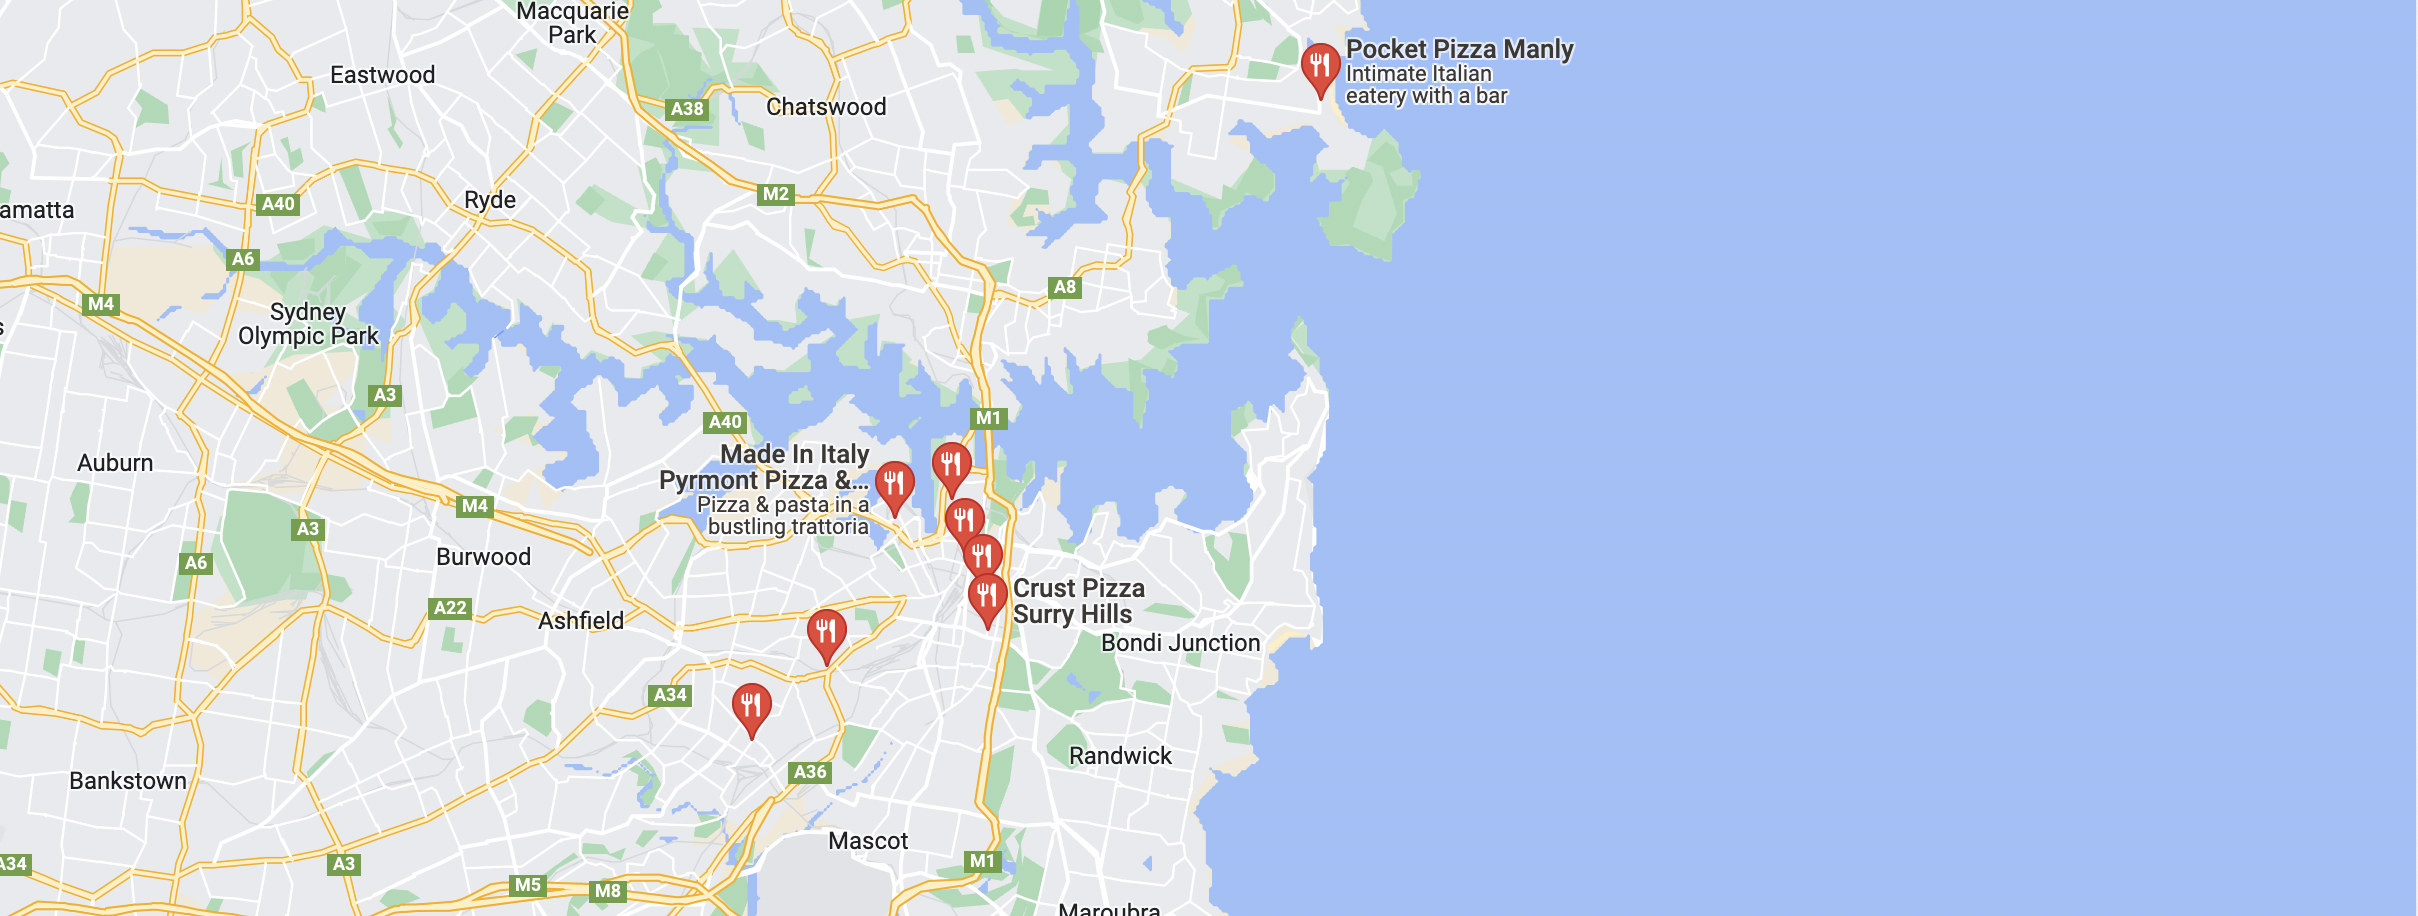 Macquarie
Park
Eastwood
Pocket Pizza Manly
Intimate Italian
eatery with a bar
A38
Chatswood
M2
Ryde
A40
amatta
A6
A8
M4
Sydney
Olympic Park
s
A3
A40
M1
Made In Italy
Pyrmont Pizza &...
Pizza & pasta in a
bustling trattoria
Auburn
M4
A3
Burwood
A6
Crust Pizza
Surry Hills
A22
Ashfield
Bondi Junction
A34
Randwick
A36
Bankstown
Mascot
A34
A3
M1
M5
M8
Maroubra